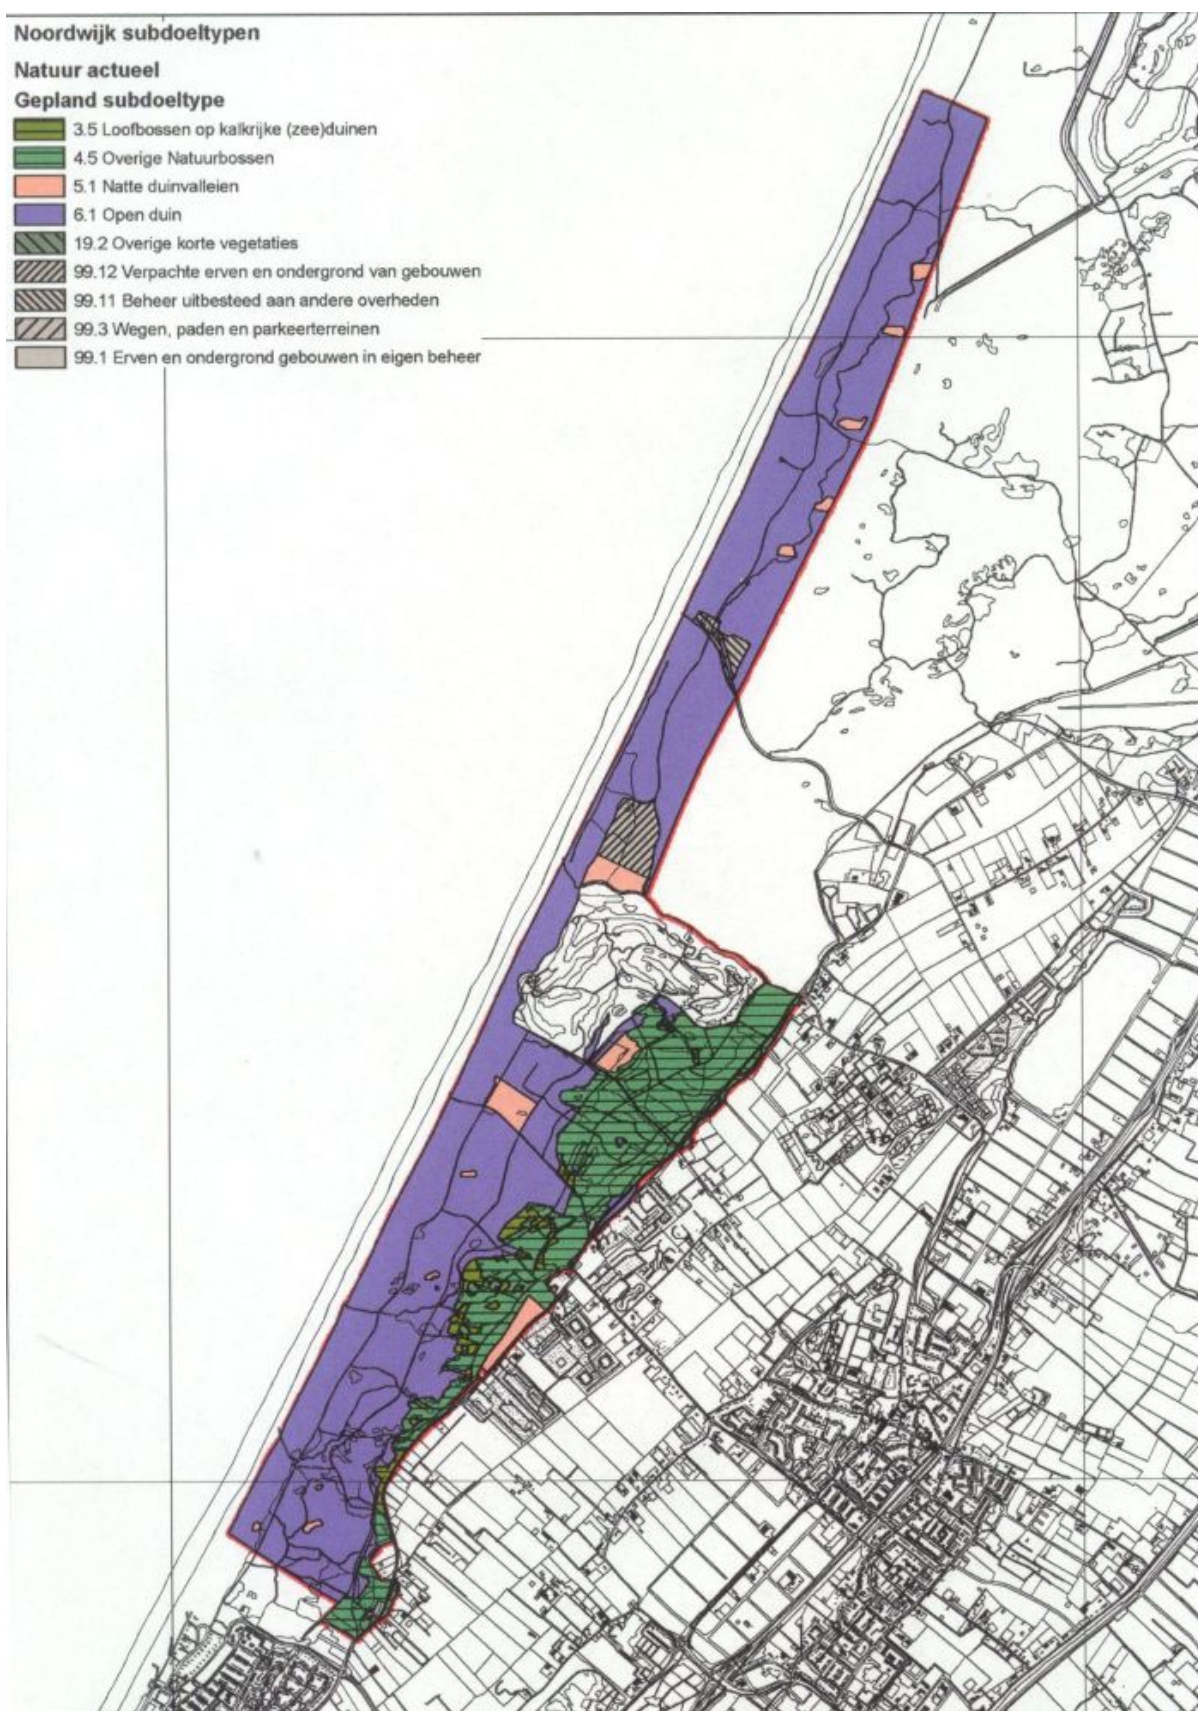 Noordwijk subdoeltypen
Natuur actueel
Gepland subdoeltype
3.5 Loofbossen op kalkrijke (zee)duinen
4.5 Overige Natuurbossen
5.1 Natte duinvalleien
6.1 Open duin
19.2 Overige korte vegetaties
99.12 Verpachte erven en ondergrond van gebouwen
99.11 Beheer uitbesteed aan andere overheden
99.3 Wegen, paden en parkeerterreinen
99.1 Erven en ondergrond gebouwen in eigen beheer